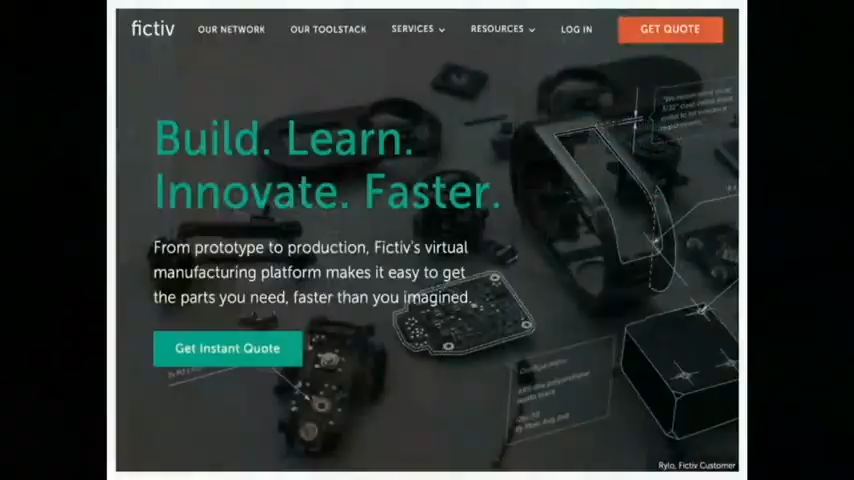 fictiv
OUR NETWORK
OUR TOOLSTACK
SERVICES
RESOURCES
LOG IN
GET QUOTE
Build. Learn.
Innovate. Faster.
From prototype to production, Fictiv's virtual
manufacturing platform makes it easy to get
the parts you need, faster than you imagined.
Get Instant Quote
Rylo, Fictiv Customer